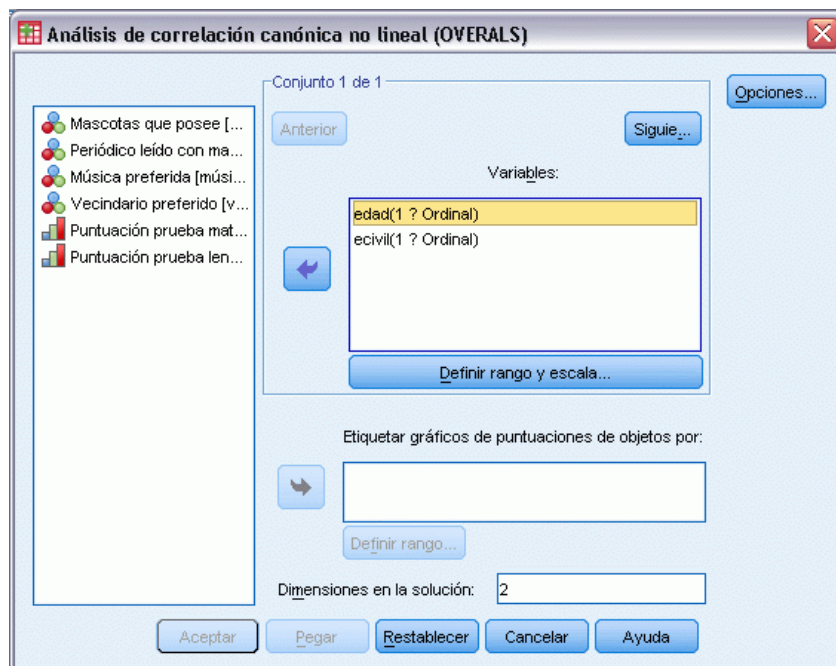 Análisis de correlación canónica no lineal (OVERALS)
Conjunto 1 de 1
Opciones...
Mascotas que posee [...
Periódico leído con ma...
Música preferida [músi...
Vecindario preferido [v...
Puntuación prueba mat...
Puntuación prueba len...
Anterior
Siguie...
Variables:
edad(1 ? Ordinal)
ecivil(1 ? Ordinal)
Definir rango y escala...
Etiquetar gráficos de puntuaciones de objetos por:
Definir rango...
Dimensiones en la solución:
2
Aceptar
Pegar
Restablecer
Cancelar
Ayuda